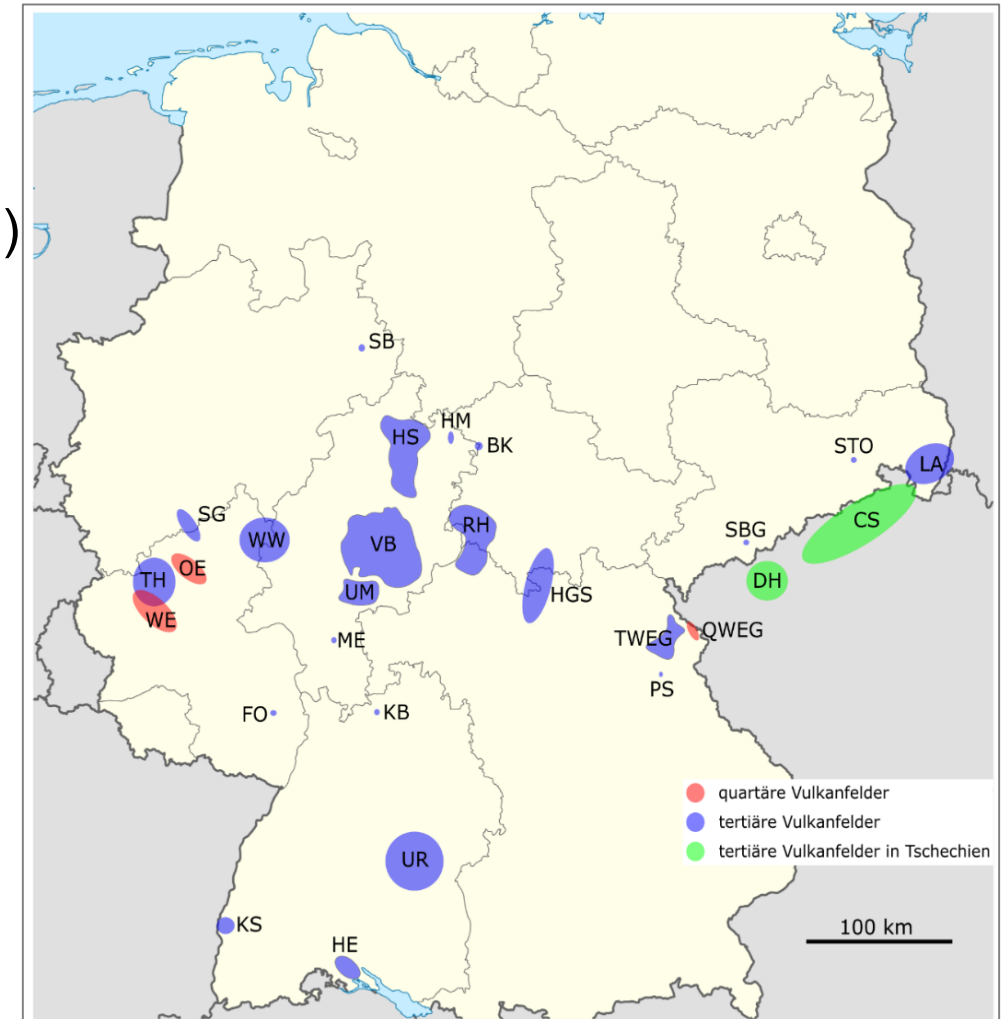 )
SB
HM
HS
BK
STO
LA
SG
RH
CS
WW
VB
SBG
OE
TH
DH
UM
HGS
WE
QWEG
TWEG
ME
PS
FO
KB
quartäre Vulkanfelder
tertiäre Vulkanfelder
tertiäre Vulkanfelder in Tschechien
UR
KS
100 km
HE